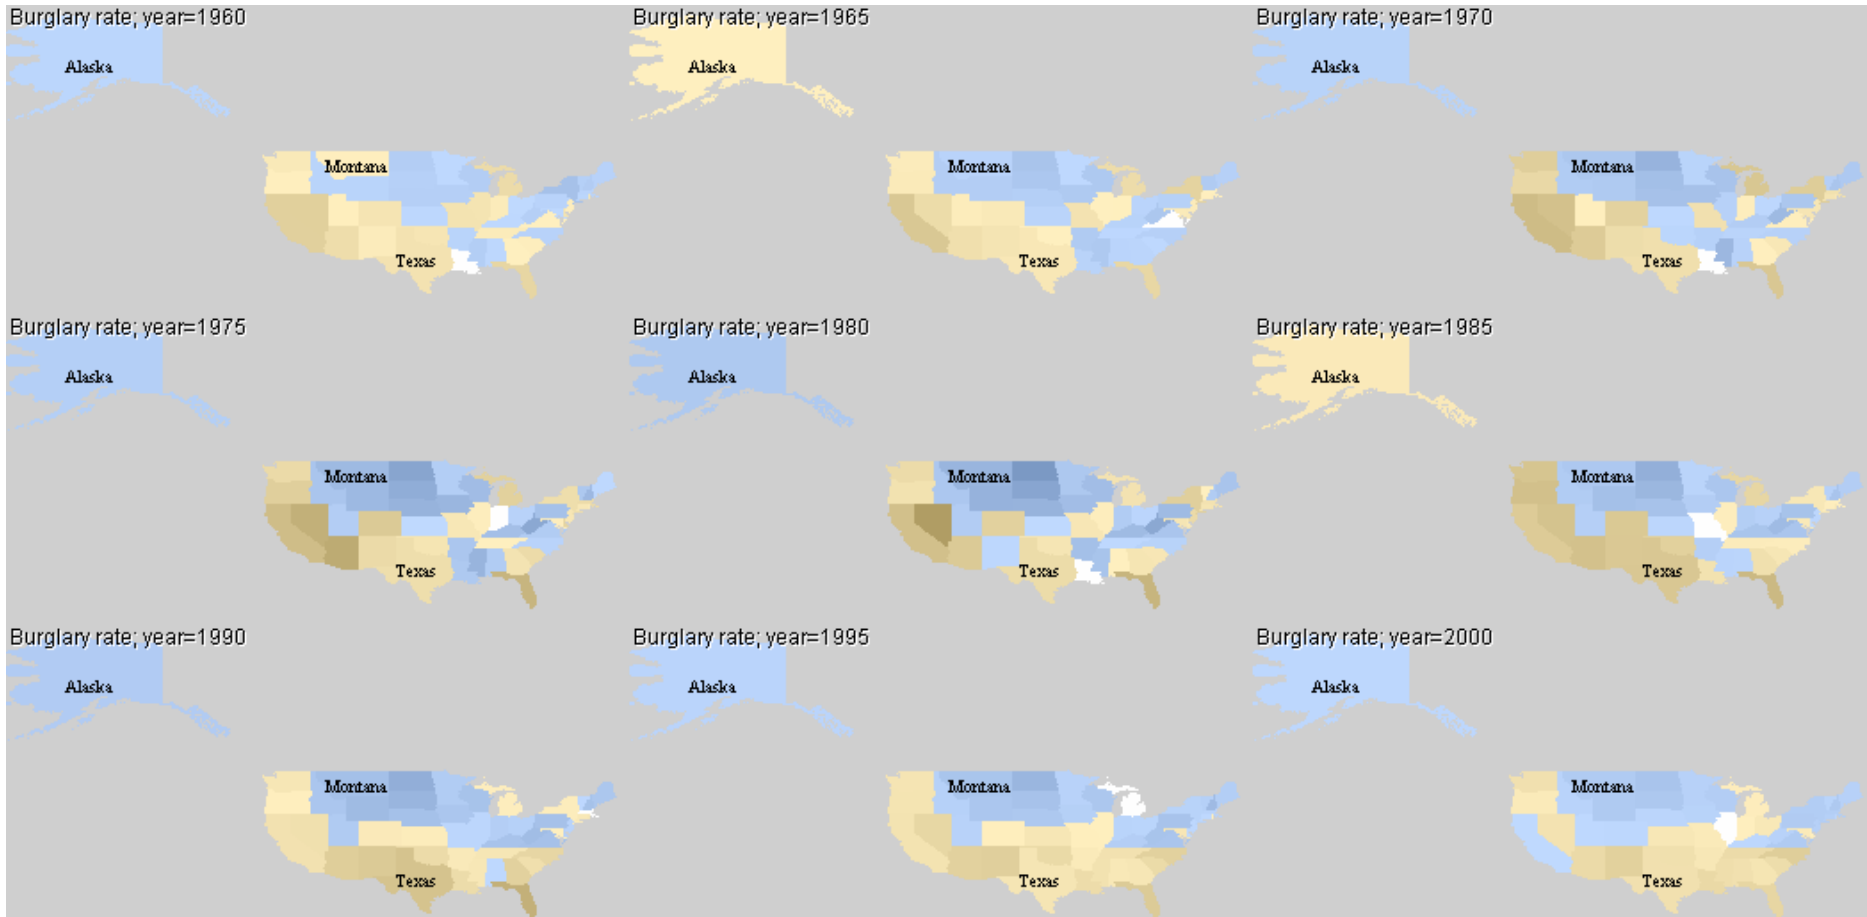 Burglary rate; year=1960
Burglary rate; year=1965
Burglary rate; year=1970
Alaska
Alaska
Alaska
Montana
Montana
Montana
Texas
Texas
Texas
Burglary rate; year=1975
Burglary rate; year=1980
Burglary rate; year=1985
Alaska
Alaska
Alaska
Montana
Montana
Montana
Texas
Texas
Texas
Burglary rate; year=1990
Burglary rate; year=1995
Burglary rate; year=2000
Alaska
Alaska
Alaska
Montana
Montana
Montana
Texas
Texas
Texas